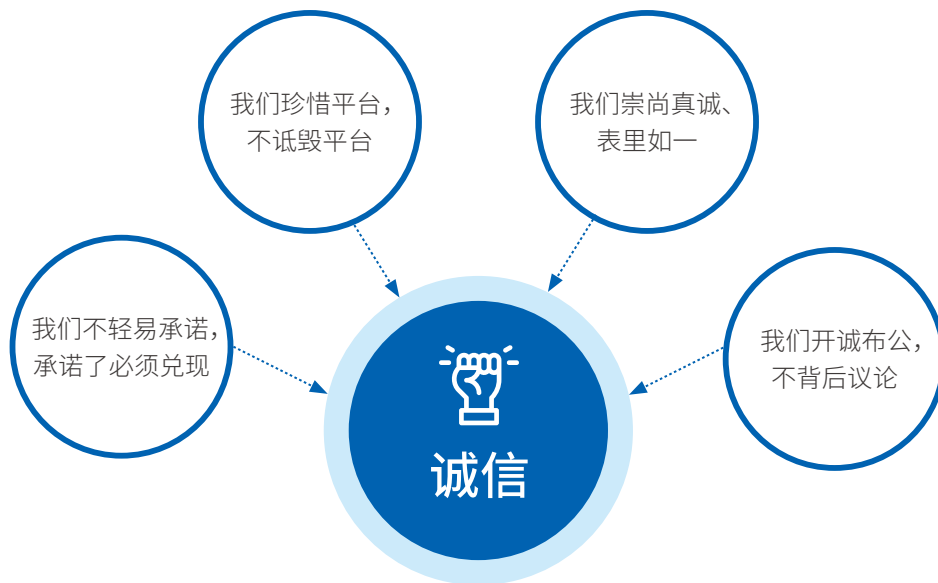 我们珍惜平台，
不诋毁平台
我们崇尚真诚、
表里如一
我们不轻易承诺，
承诺了必须兑现
我们开诚布公，
不背后议论
诚信